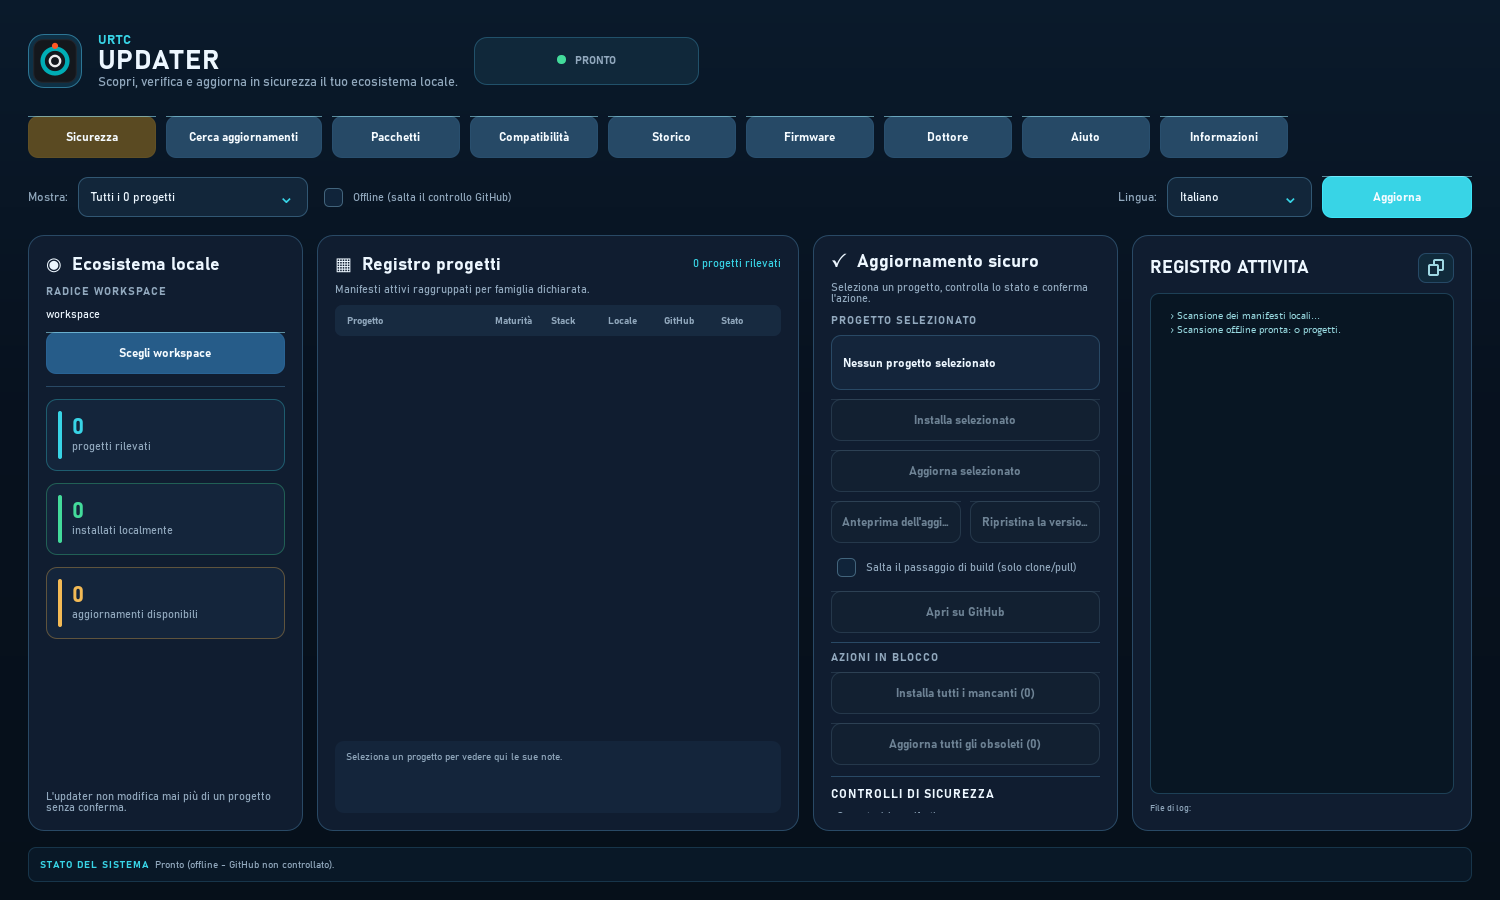 URTC
UPDATER
Scopri, verifica e aggiorna in sicurezza il tuo ecosistema locale.
PRONTO
Sicurezza
Cerca aggiornamenti
Pacchetti
Compatibilità
Storico
Firmware
Dottore
Aiuto
Informazioni
Mostra:
Tutti i 0 progetti
Offline (salta il controllo GitHub)
Lingua:
Italiano
Aggiorna
Ecosistema locale
RADICE WORKSPACE
workspace
Scegli workspace
0
progetti rilevati
0
installati localmente
0
aggiornamenti disponibili
L'updater non modifica mai più di un progetto
senza conferma.
Registro progetti
0 progetti rilevati
Manifesti attivi raggruppati per famiglia dichiarata.
Progetto Maturità Stack Locale GitHub Stato
Seleziona un progetto per vedere qui le sue note.
Aggiornamento sicuro
Seleziona un progetto, controlla lo stato e conferma
l'azione.
PROGETTO SELEZIONATO
Nessun progetto selezionato
Installa selezionato
Aggiorna selezionato
Anteprima dell'aggi…
Ripristina la versio…
Salta il passaggio di build (solo clone/pull)
Apri su GitHub
AZIONI IN BLOCCO
Installa tutti i mancanti (0)
Aggiorna tutti gli obsoleti (0)
CONTROLLI DI SICUREZZA
REGISTRO ATTIVITA
› Scansione dei manifesti locali...
› Scansione offline pronta: 0 progetti.
File di log:
STATO DEL SISTEMA Pronto (offline - GitHub non controllato).